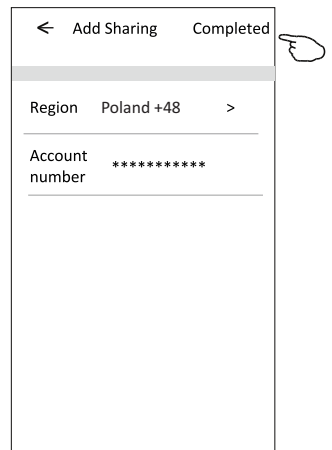 ← Add Sharing Completed
Region Poland +48 >
Account
number ***********